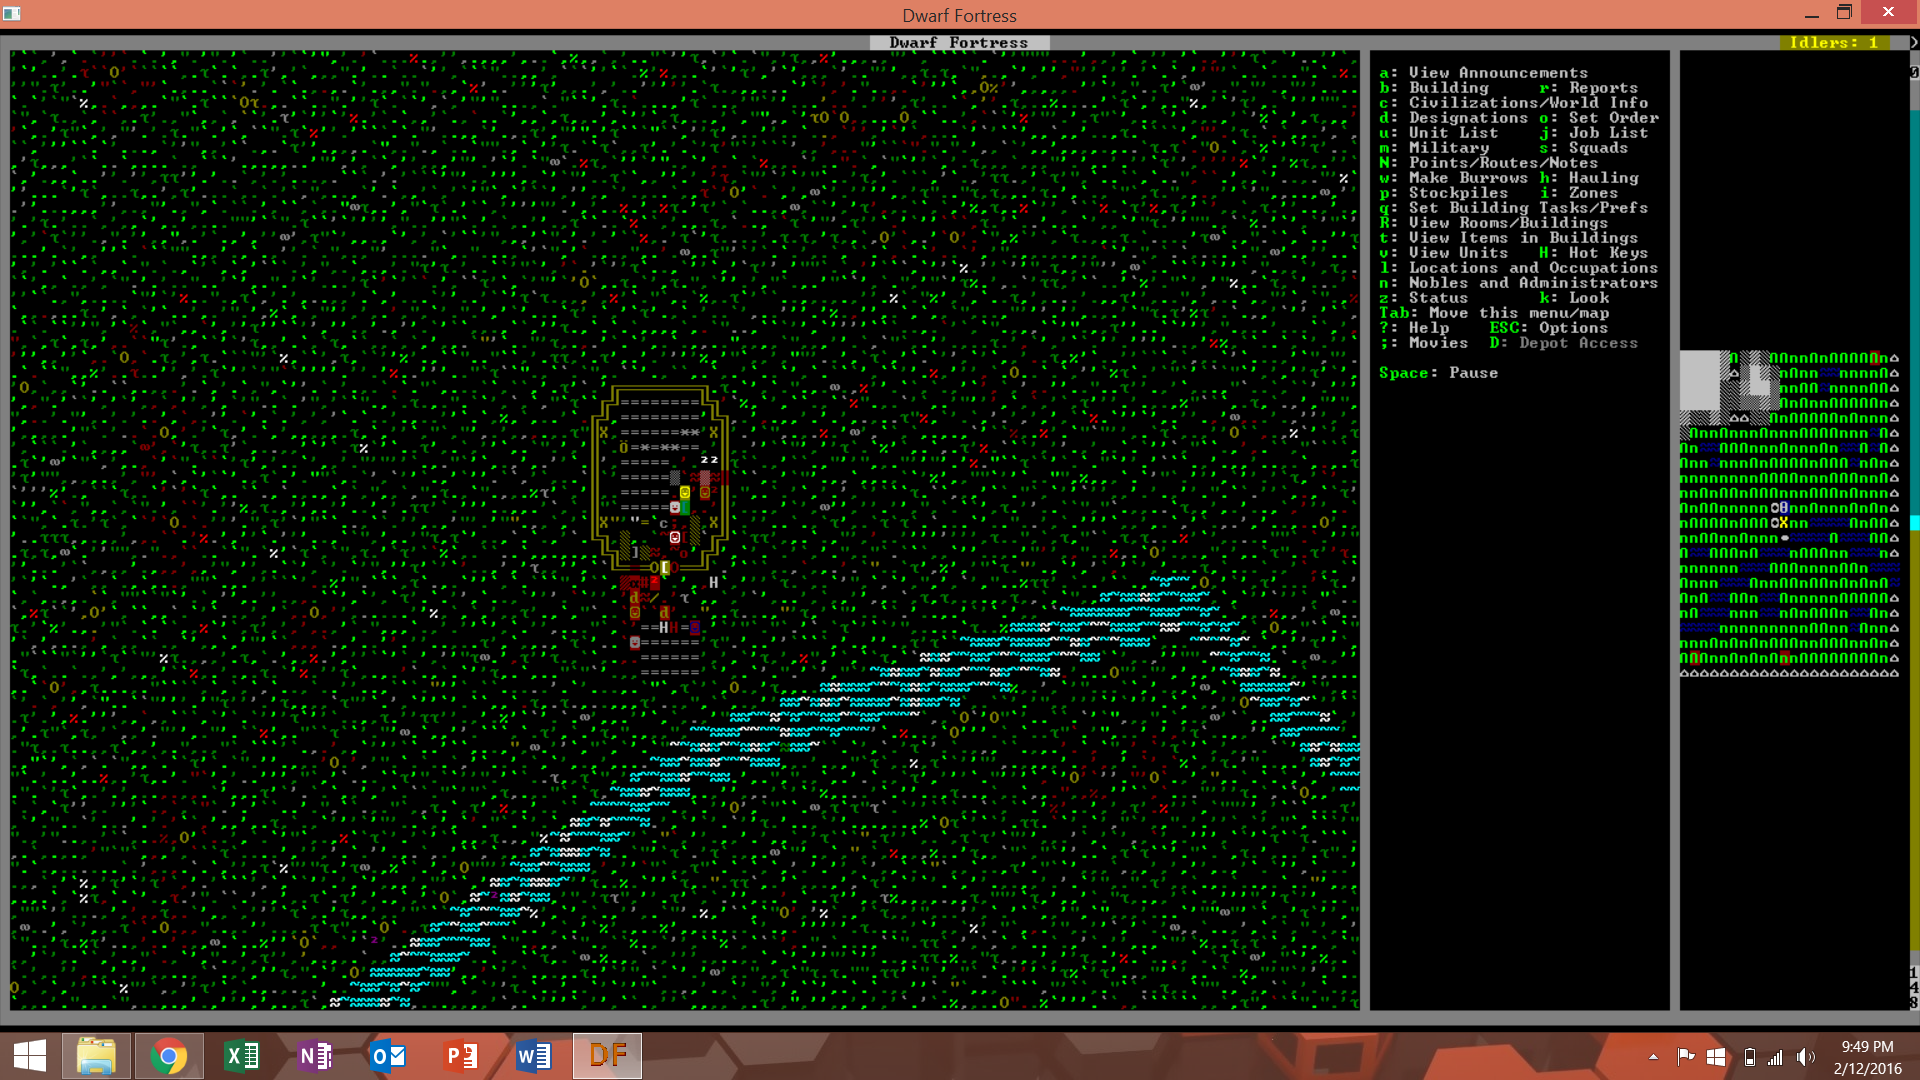 Dwarf Fortress
Dwarf Fortress
Idlers: 1
a: View Announcements
b: Building r: Reports
c: Civilizations/World Info
d: Designations o: Set Order
u: Unit List j: Job List
m: Military s: Squads
N: Points/Routes/Notes
w: Make Burrows h: Hauling
p: Stockpiles i: Zones
q: Set Building Tasks/Prefs
R: View Rooms/Buildings
t: View Items in Buildings
v: View Units H: Hot Keys
l: Locations and Occupations
n: Nobles and Administrators
z: Status k: Look
Tab: Move this menu/map
?: Help ESC: Options
;: Movies D: Depot Access
Space: Pause
DF
9:49 PM
2/12/2016